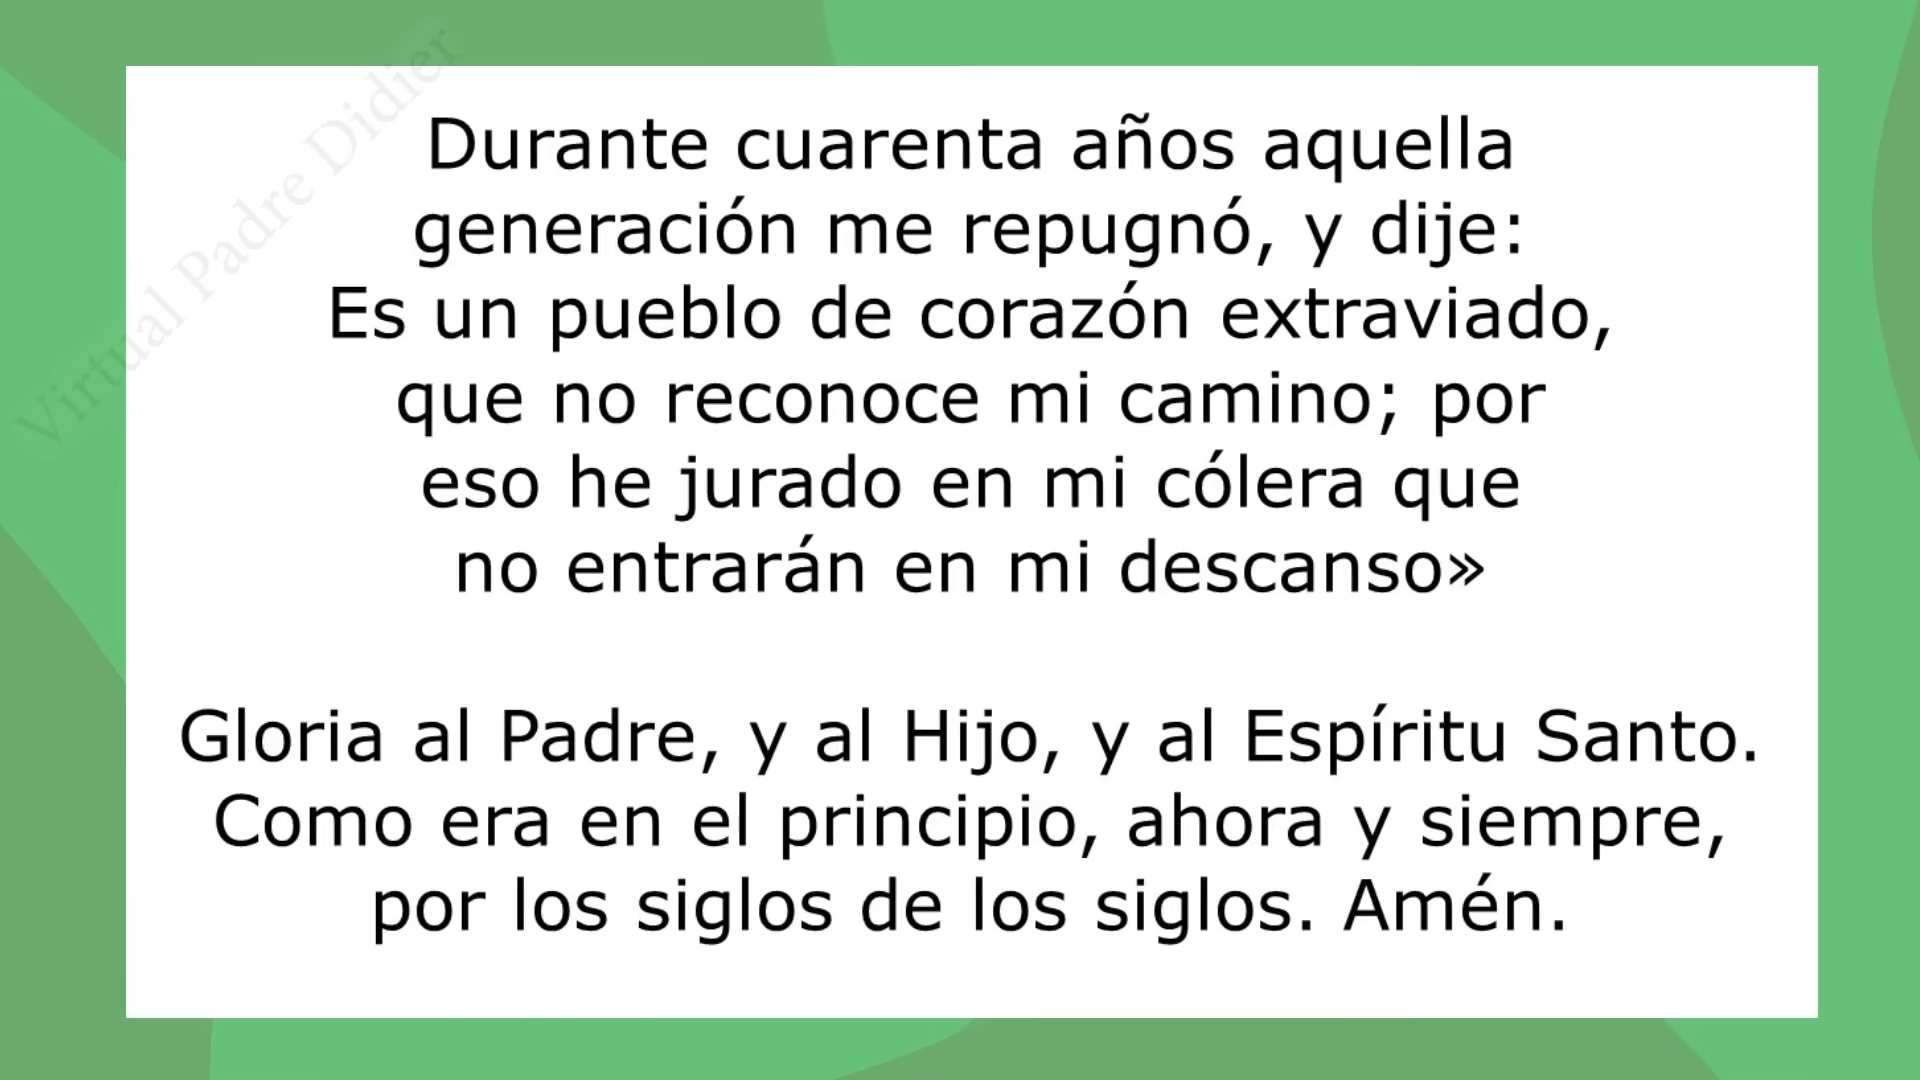 Virtual Padre Didier
Durante cuarenta años aquella
generación me repugnó, y dije:
Es un pueblo de corazón extraviado,
que no reconoce mi camino; por
eso he jurado en mi cólera que
no entrarán en mi descanso»
Gloria al Padre, y al Hijo, y al Espíritu Santo.
Como era en el principio, ahora y siempre,
por los siglos de los siglos. Amén.